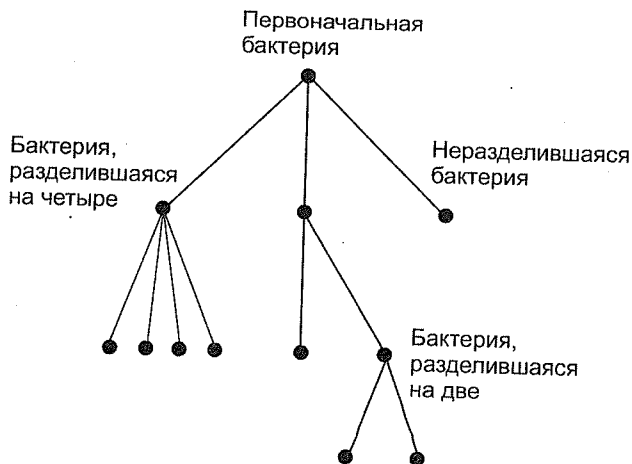 Первоначальная
бактерия
Бактерия,
разделившаяся
на четыре
Неразделившаяся
бактерия
Бактерия,
разделившаяся
на две